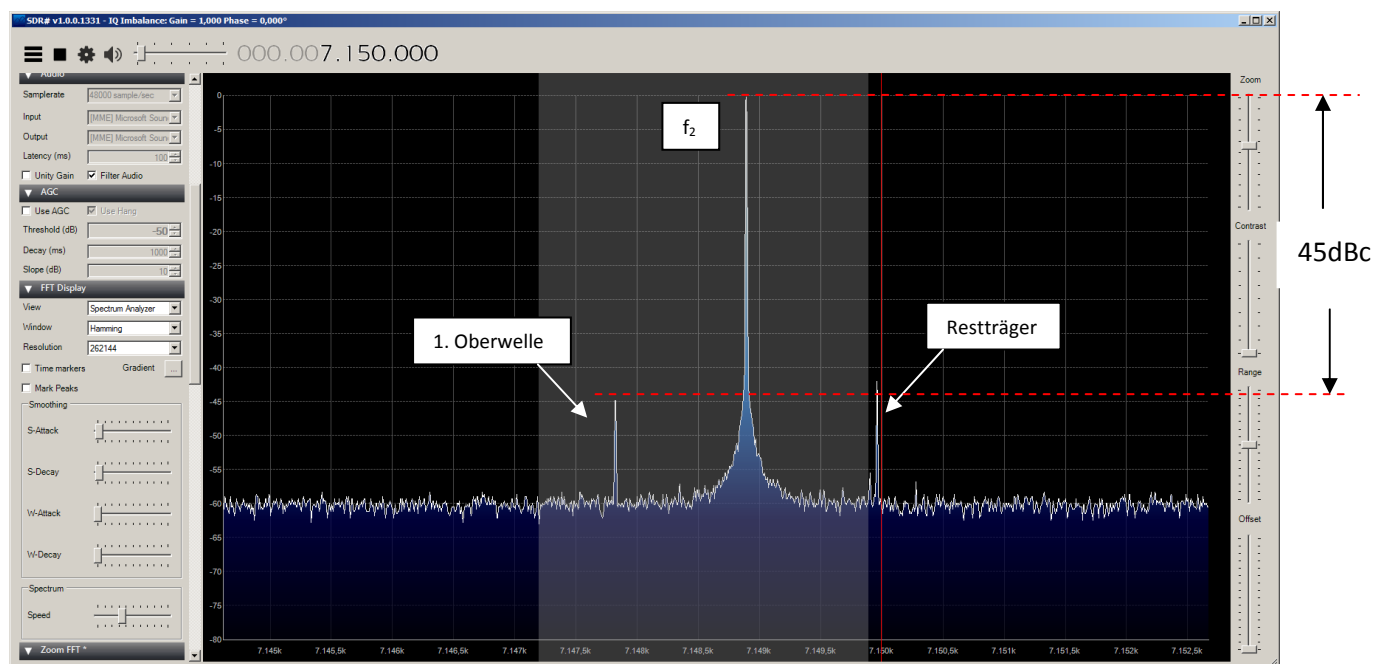 SDR# v1.0.0.1331 - IQ Imbalance: Gain = 1,000 Phase = 0,000°
000.007.150.000
Audio
Samplerate 48000 sample/sec
Input [MME] Microsoft Soun
Output [MME] Microsoft Soun
Latency (ms) 100
Unity Gain Filter Audio
AGC
Use AGC Use Hang
Threshold (dB) -50
Decay (ms) 1000
Slope (dB) 10
FFT Display
View Spectrum Analyzer
Window Hamming
Resolution 262144
Time markers Gradient ...
Mark Peaks
Smoothing
S-Attack
S-Decay
W-Attack
W-Decay
Spectrum
Speed
Zoom FFT *
0
-5
-10
-15
-20
-25
-30
-35
-40
-45
-50
-55
-60
-65
-70
-75
-80
f₂
1. Oberwelle
Restträger
7.145k 7.145,5k 7.146k 7.146,5k 7.147k 7.147,5k 7.148k 7.148,5k 7.149k 7.149,5k 7.150k 7.150,5k 7.151k 7.151,5k 7.152k 7.152,5k
Zoom
Contrast
Range
Offset
45dBc